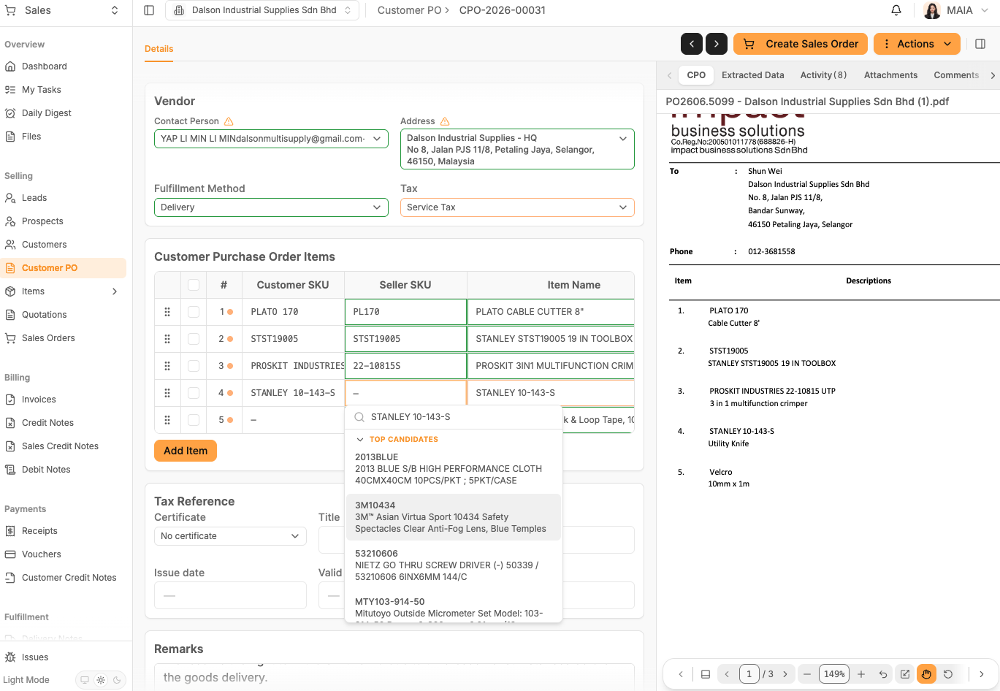 Sales
Dalson Industrial Supplies Sdn Bhd
Customer PO > CPO-2026-00031
MAIA
Overview
Dashboard
My Tasks
Daily Digest
Files
Selling
Leads
Prospects
Customers
Customer PO
Items
Quotations
Sales Orders
Billing
Invoices
Credit Notes
Sales Credit Notes
Debit Notes
Payments
Receipts
Vouchers
Customer Credit Notes
Fulfillment
Delivery Notes
Issues
Light Mode
Details
Create Sales Order
Actions
Vendor
Contact Person
YAP LI MIN LI MINdalsonmultisupply@gmail.com-
Address
Dalson Industrial Supplies - HQ
No 8, Jalan PJS 11/8, Petaling Jaya, Selangor,
46150, Malaysia
Fulfillment Method
Delivery
Tax
Service Tax
Customer Purchase Order Items
# Customer SKU Seller SKU Item Name
1 PLATO 170 PL170 PLATO CABLE CUTTER 8"
2 STST19005 STST19005 STANLEY STST19005 19 IN TOOLBOX
3 PROSKIT INDUSTRIES 22-10815S PROSKIT 3IN1 MULTIFUNCTION CRIM
4 STANLEY 10-143-S — STANLEY 10-143-S
5 — k & Loop Tape, 10
Add Item
STANLEY 10-143-S
TOP CANDIDATES
2013BLUE
2013 BLUE S/B HIGH PERFORMANCE CLOTH
40CMX40CM 10PCS/PKT ; 5PKT/CASE
3M10434
3M™ Asian Virtua Sport 10434 Safety
Spectacles Clear Anti-Fog Lens, Blue Temples
53210606
NIETZ GO THRU SCREW DRIVER (-) 50339 /
53210606 6INX6MM 144/C
MTY103-914-50
Mitutoyo Outside Micrometer Set Model: 103-
Tax Reference
Certificate
No certificate
Title
Issue date
—
Valid
—
Remarks
the goods delivery.
CPO
Extracted Data
Activity (8)
Attachments
Comments
PO2606.5099 - Dalson Industrial Supplies Sdn Bhd (1).pdf
impact
business solutions
Co.Reg.No:200501011778 (688826-H)
impact business solutions Sdn Bhd
To : Shun Wei
Dalson Industrial Supplies Sdn Bhd
No. 8, Jalan PJS 11/8,
Bandar Sunway,
46150 Petaling Jaya, Selangor
Phone : 012-3681558
Item Descriptions
1. PLATO 170
Cable Cutter 8'
2. STST19005
STANLEY STST19005 19 IN TOOLBOX
3. PROSKIT INDUSTRIES 22-10815 UTP
3 in 1 multifunction crimper
4. STANLEY 10-143-S
Utility Knife
5. Velcro
10mm x 1m
1 / 3
149%